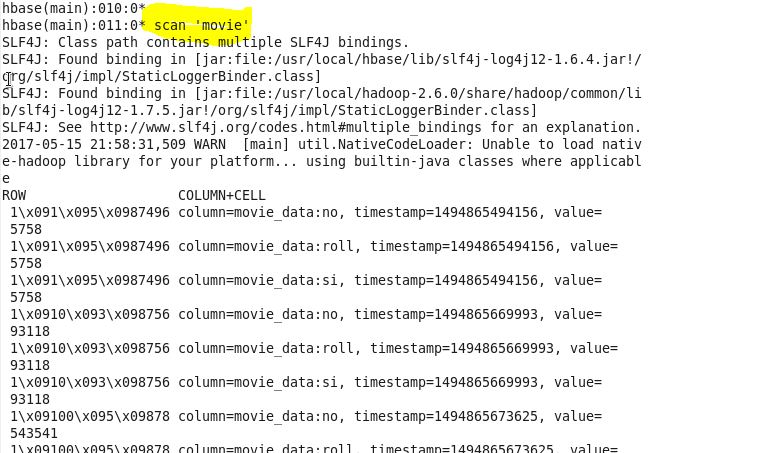 hbase(main):010:0*
hbase(main):011:0* scan 'movie'
SLF4J: Class path contains multiple SLF4J bindings.
SLF4J: Found binding in [jar:file:/usr/local/hbase/lib/slf4j-log4j12-1.6.4.jar!/
org/slf4j/impl/StaticLoggerBinder.class]
SLF4J: Found binding in [jar:file:/usr/local/hadoop-2.6.0/share/hadoop/common/li
b/slf4j-log4j12-1.7.5.jar!/org/slf4j/impl/StaticLoggerBinder.class]
SLF4J: See http://www.slf4j.org/codes.html#multiple_bindings for an explanation.
2017-05-15 21:58:31,509 WARN  [main] util.NativeCodeLoader: Unable to load nativ
e-hadoop library for your platform... using builtin-java classes where applicabl
e
ROW                   COLUMN+CELL
 1\x091\x095\x0987496 column=movie_data:no, timestamp=1494865494156, value=
 5758
 1\x091\x095\x0987496 column=movie_data:roll, timestamp=1494865494156, value=
 5758
 1\x091\x095\x0987496 column=movie_data:si, timestamp=1494865494156, value=
 5758
 1\x0910\x093\x098756 column=movie_data:no, timestamp=1494865669993, value=
 93118
 1\x0910\x093\x098756 column=movie_data:roll, timestamp=1494865669993, value=
 93118
 1\x0910\x093\x098756 column=movie_data:si, timestamp=1494865669993, value=
 93118
 1\x09100\x095\x09878 column=movie_data:no, timestamp=1494865673625, value=
 543541
 1\x09100\x095\x09878 column=movie_data:roll, timestamp=1494865673625, value=